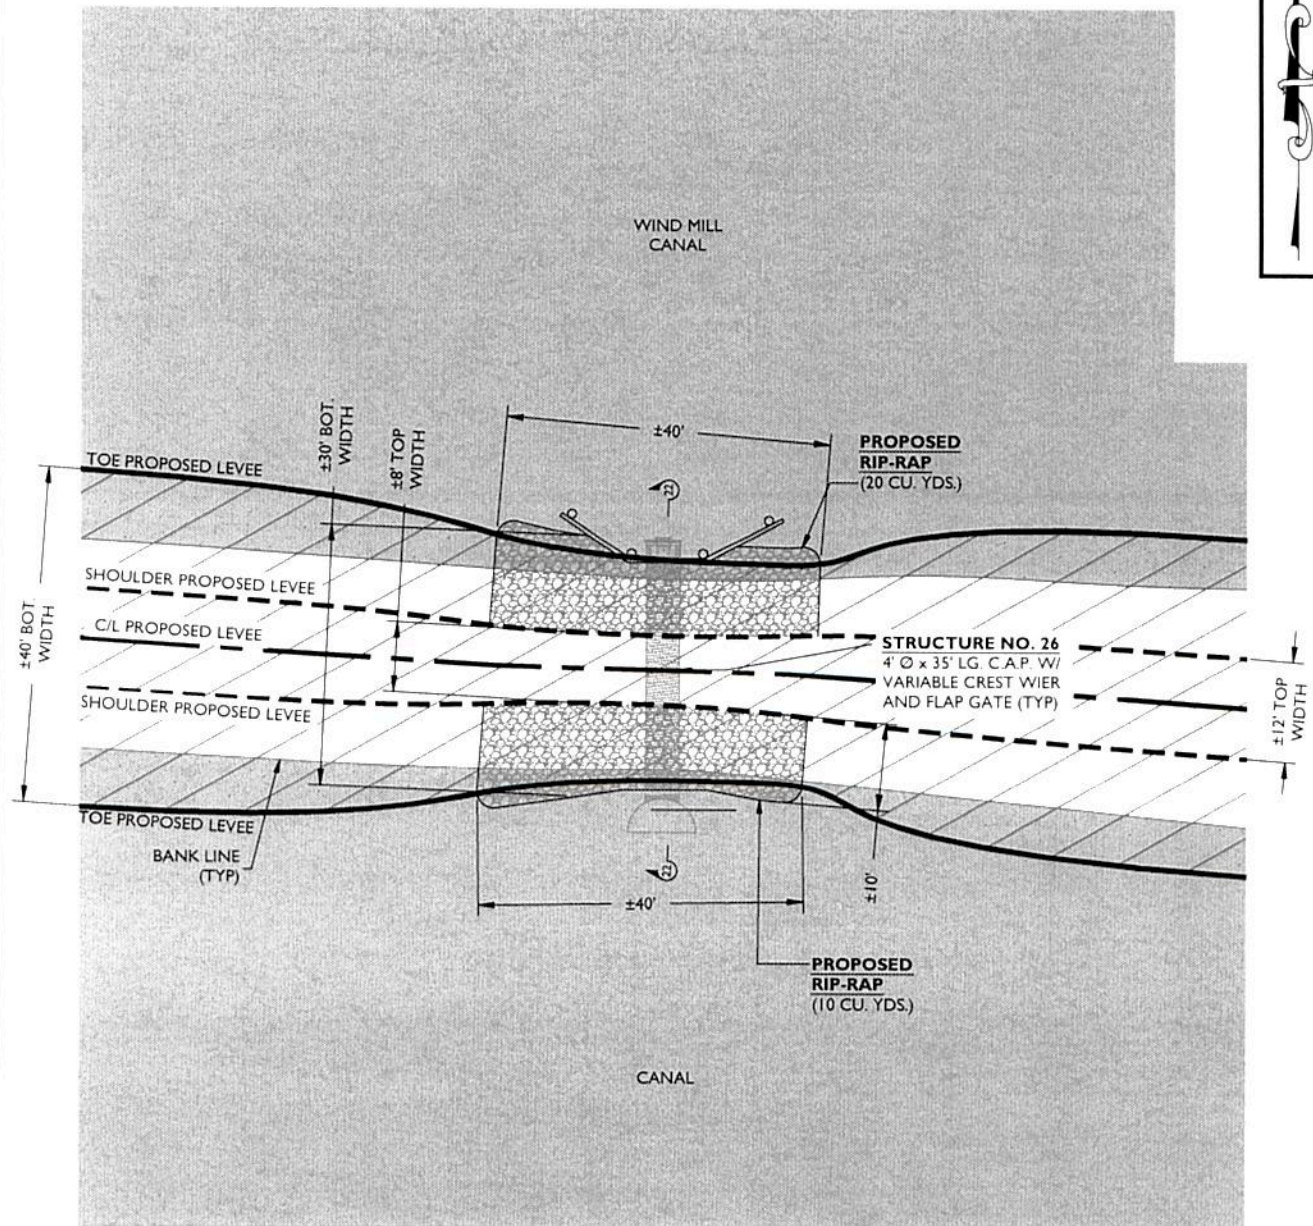 WIND MILL
CANAL
±40'
PROPOSED
RIP-RAP
(20 CU. YDS.)
±30' BOT.
WIDTH
±8' TOP
WIDTH
22
TOE PROPOSED LEVEE
SHOULDER PROPOSED LEVEE
C/L PROPOSED LEVEE
SHOULDER PROPOSED LEVEE
TOE PROPOSED LEVEE
±40' BOT.
WIDTH
STRUCTURE NO. 26
4' Ø x 35' LG. C.A.P. W/
VARIABLE CREST WIER
AND FLAP GATE (TYP)
±12' TOP
WIDTH
BANK LINE
(TYP)
22
±40'
±10'
PROPOSED
RIP-RAP
(10 CU. YDS.)
CANAL